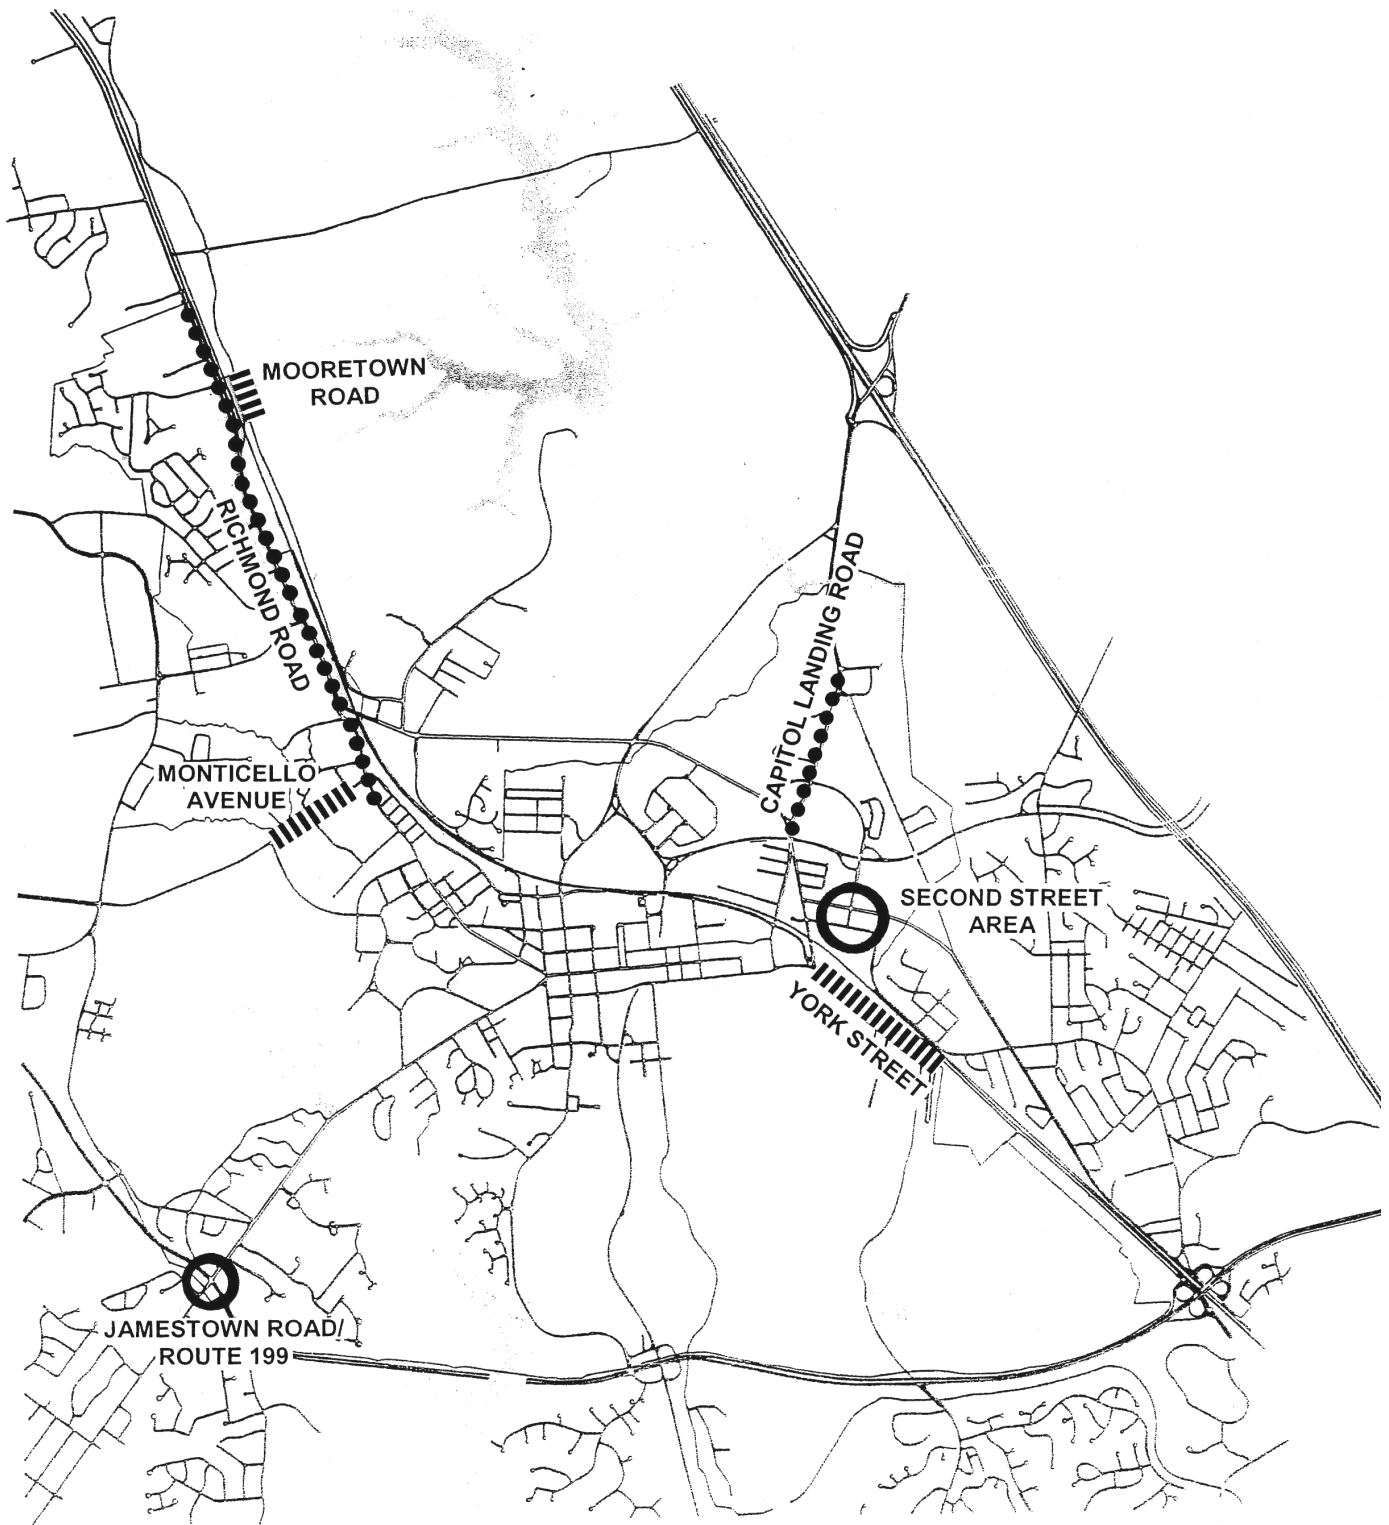 MOORETOWN
ROAD
RICHMOND ROAD
CAPITOL LANDING ROAD
MONTICELLO
AVENUE
SECOND STREET
AREA
YORK STREET
JAMESTOWN ROAD/
ROUTE 199